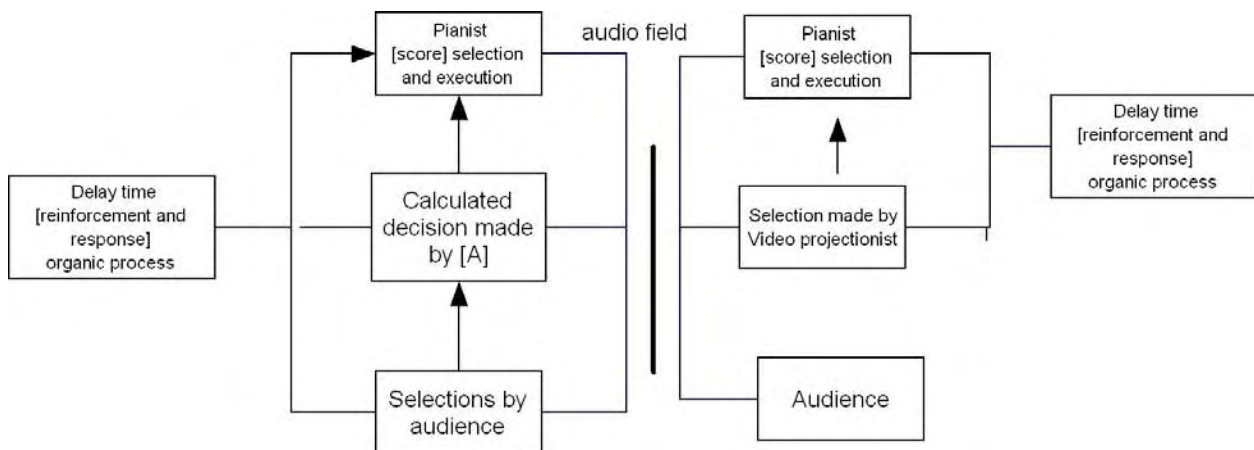 Pianist
[score] selection
and execution
audio field
Pianist
[score] selection
and execution
Delay time
[reinforcement and
response]
organic process
Calculated
decision made
by [A]
Selection made by
Video projectionist
Delay time
[reinforcement and
response]
organic process
Selections by
audience
Audience